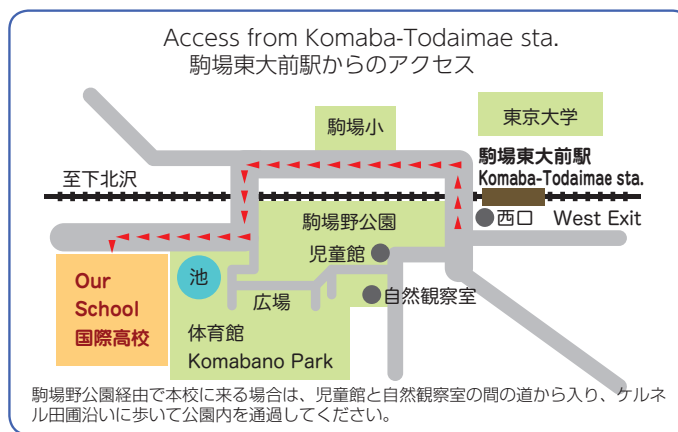 Access from Komaba-Todaimae sta.
駒場東大前駅からのアクセス
駒場小
東京大学
駒場東大前駅
Komaba-Todaimae sta.
至下北沢
西口 West Exit
駒場野公園
児童館
池
Our
School
国際高校
広場
自然観察室
体育館
Komabano Park
駒場野公園経由で本校に来る場合は、児童館と自然観察室の間の道から入り、ケルネ
ル田圃沿いに歩いて公園内を通過してください。